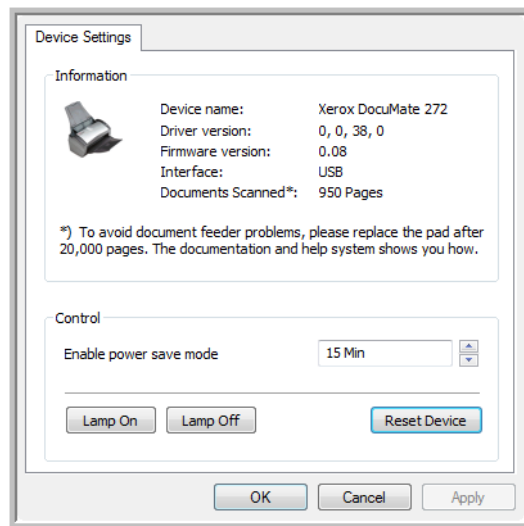 Device Settings
Information
Device name: Xerox DocuMate 272
Driver version: 0, 0, 38, 0
Firmware version: 0.08
Interface: USB
Documents Scanned*: 950 Pages
*) To avoid document feeder problems, please replace the pad after
20,000 pages. The documentation and help system shows you how.
Control
Enable power save mode 15 Min
Lamp On Lamp Off Reset Device
OK Cancel Apply